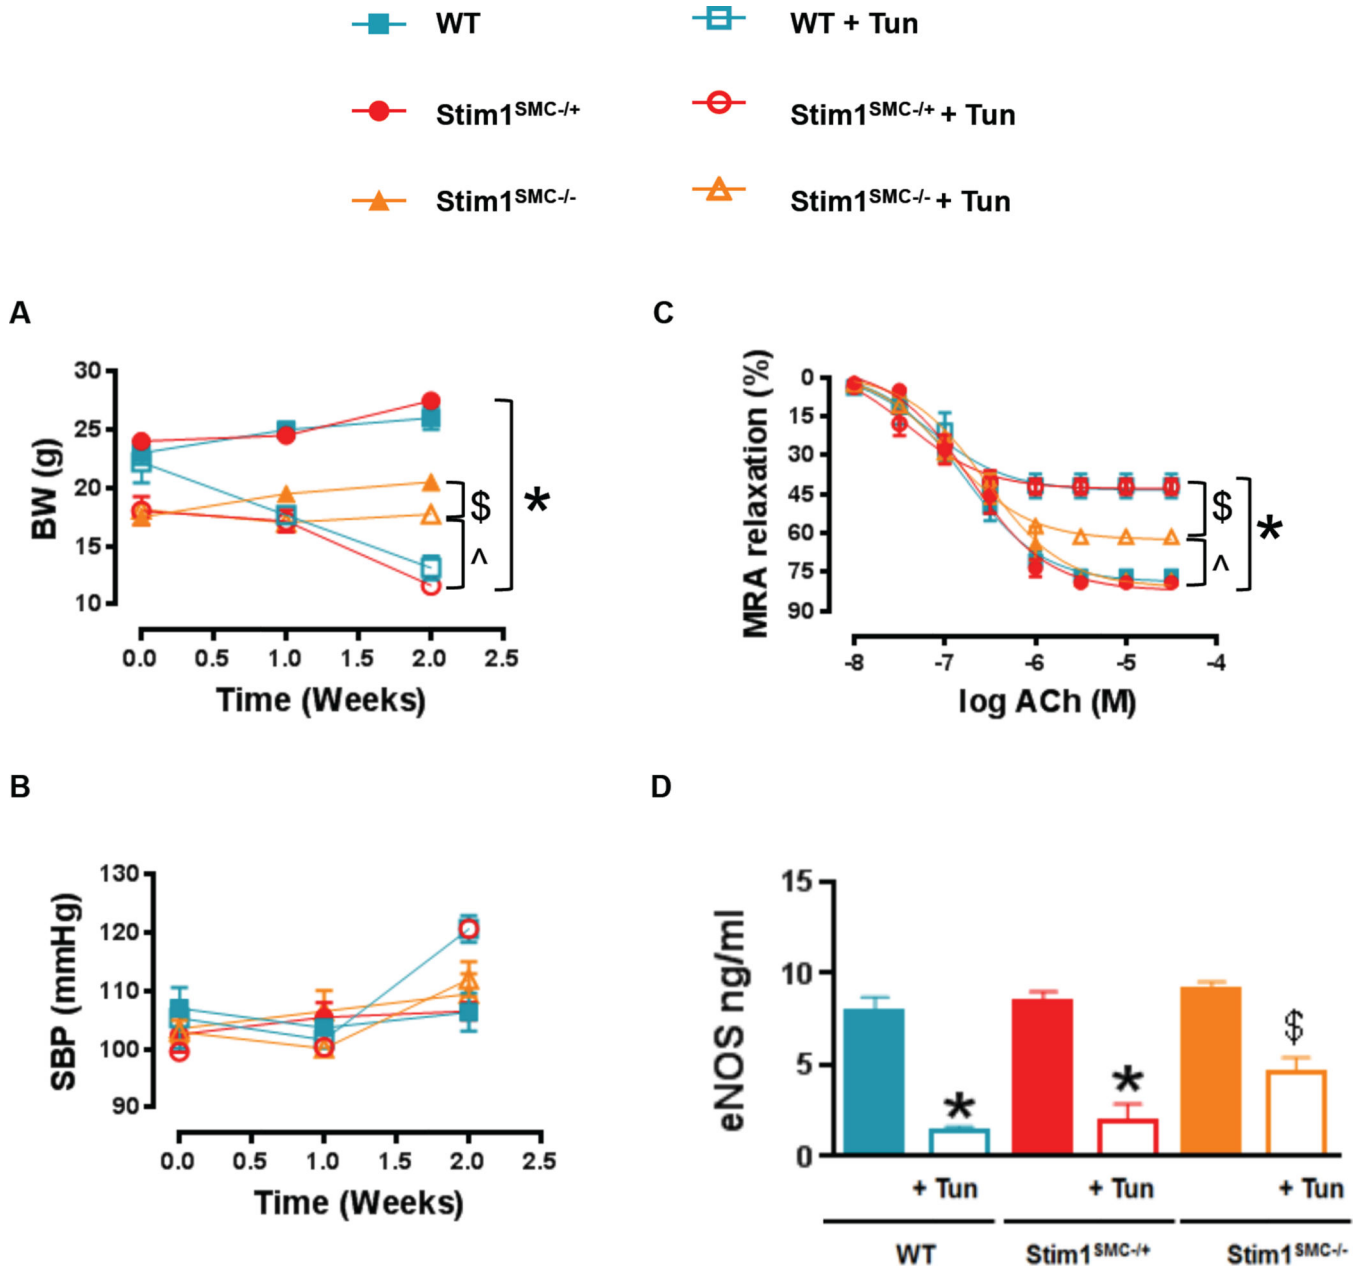 WT
WT + Tun
Stim1SMC-/+
Stim1SMC-/+ + Tun
Stim1SMC-/-
Stim1SMC-/- + Tun
A
BW (g)
30
25
20
15
10
$
^
*
0.0 0.5 1.0 1.5 2.0 2.5
Time (Weeks)
C
MRA relaxation (%)
0
15
30
45
60
75
90
$
^
*
-8 -7 -6 -5 -4
log ACh (M)
B
SBP (mmHg)
130
120
110
100
90
0.0 0.5 1.0 1.5 2.0 2.5
Time (Weeks)
D
eNOS ng/ml
15
10
5
0
* * $
+ Tun + Tun + Tun
WT Stim1SMC-/+ Stim1SMC-/-